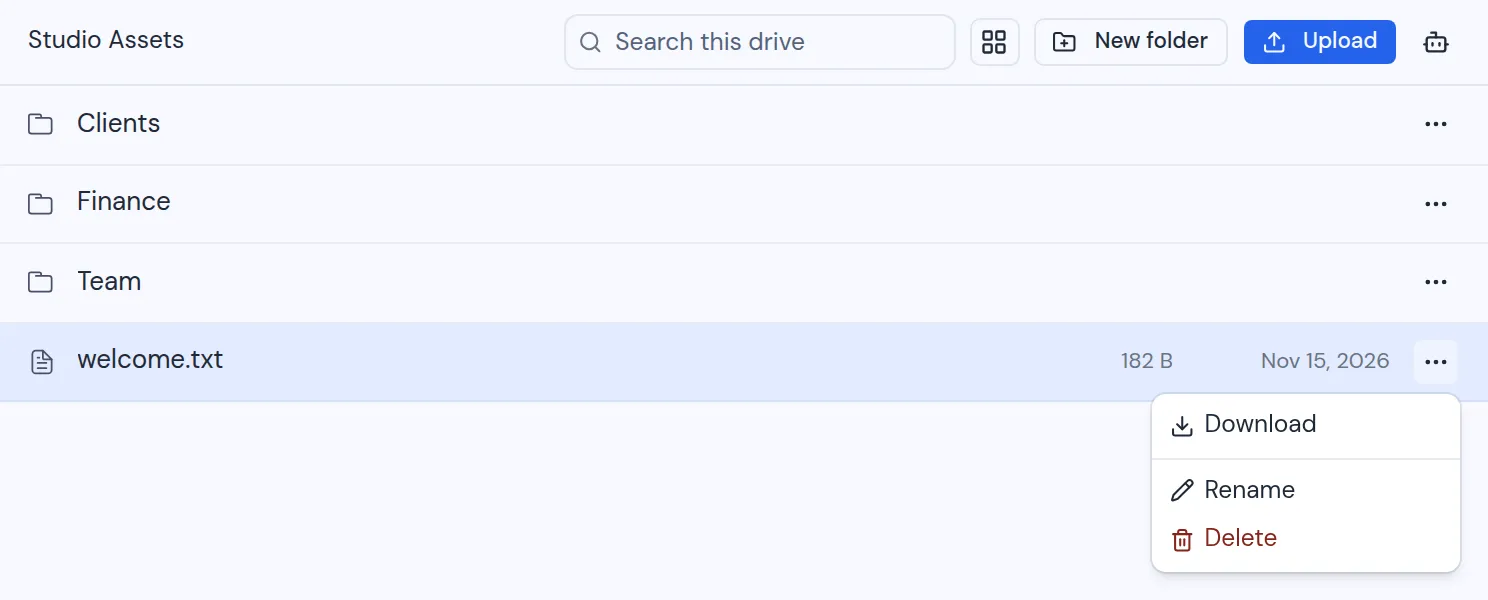 Studio Assets
Search this drive
New folder
Upload
Clients
Finance
Team
welcome.txt 182 B Nov 15, 2026
Download
Rename
Delete